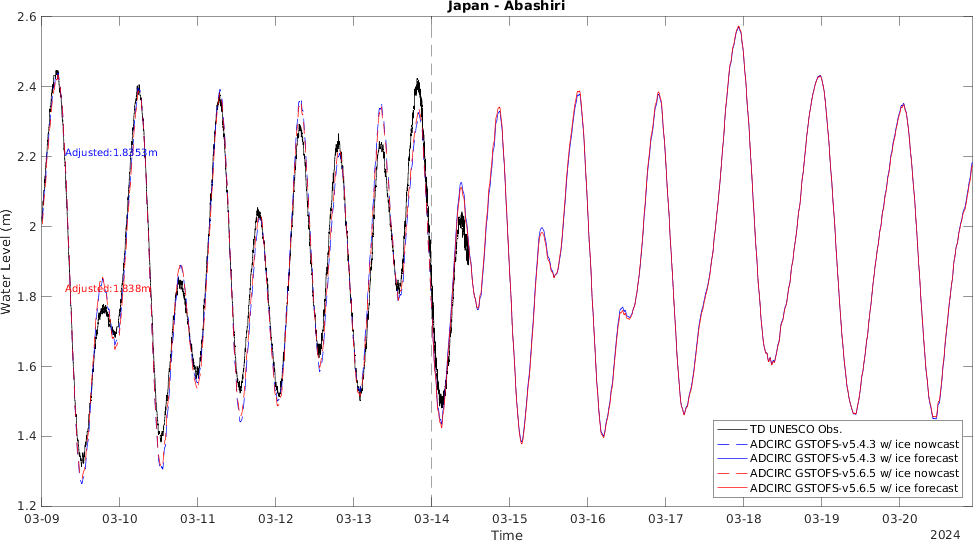 Japan - Abashiri
Water Level (m)
2.6
2.4
2.2
2
1.8
1.6
1.4
1.2
Adjusted:1.8353m
Adjusted:1.838m
TD UNESCO Obs.
ADCIRC GSTOFS-v5.4.3 w/ ice nowcast
ADCIRC GSTOFS-v5.4.3 w/ ice forecast
ADCIRC GSTOFS-v5.6.5 w/ ice nowcast
ADCIRC GSTOFS-v5.6.5 w/ ice forecast
03-09 03-10 03-11 03-12 03-13 03-14 03-15 03-16 03-17 03-18 03-19 03-20
Time
2024